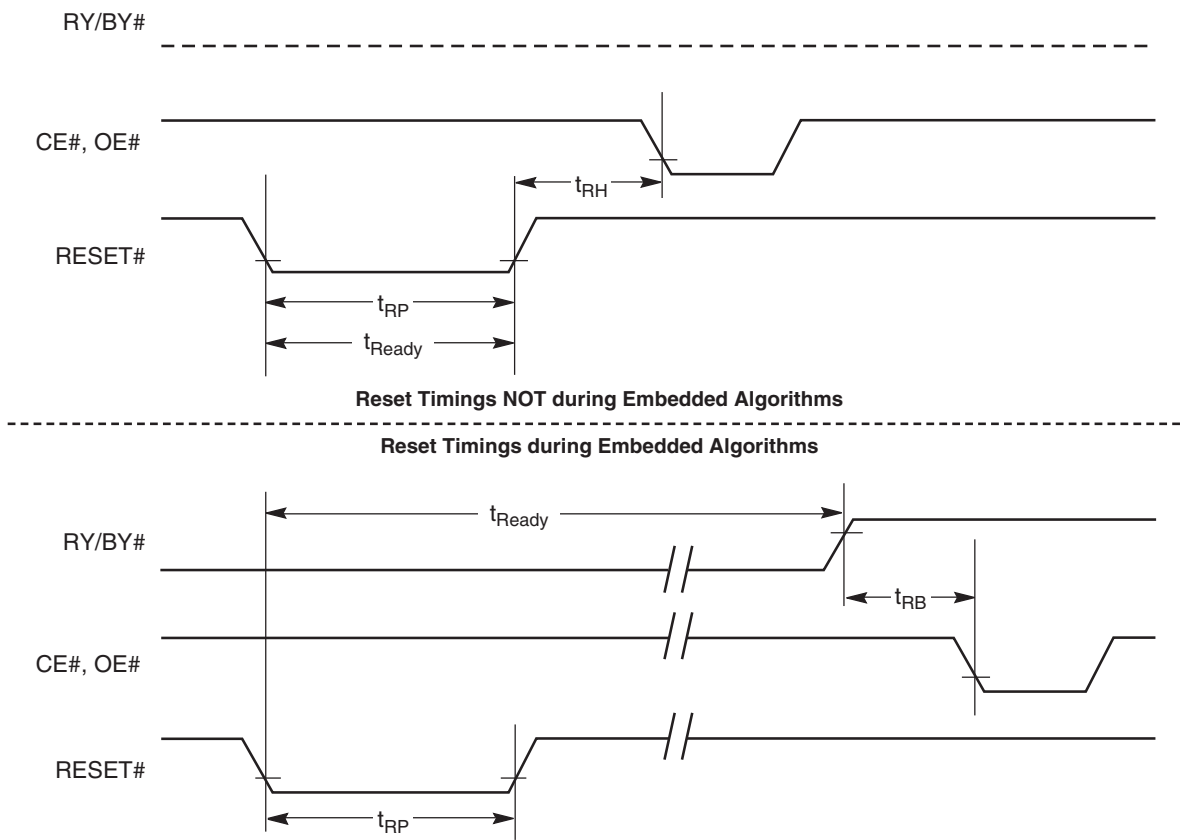 RY/BY#
CE#, OE#
tRH
RESET#
tRP
tReady
Reset Timings NOT during Embedded Algorithms
Reset Timings during Embedded Algorithms
tReady
RY/BY#
tRB
CE#, OE#
RESET#
tRP